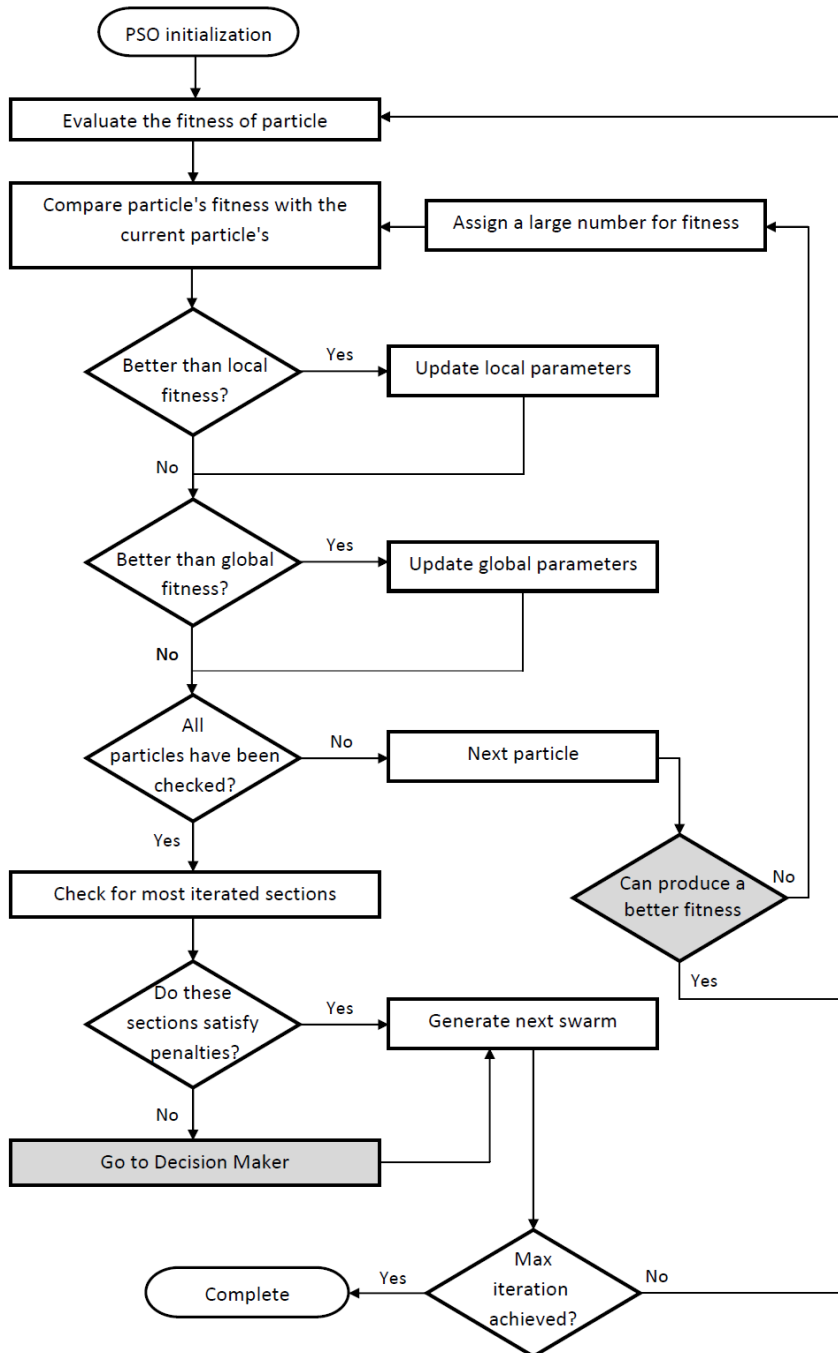 PSO initialization
Evaluate the fitness of particle
Compare particle's fitness with the
current particle's
Assign a large number for fitness
Better than local
fitness?
Yes
Update local parameters
No
Better than global
fitness?
Yes
Update global parameters
No
All
particles have been
checked?
No
Next particle
Yes
Can produce a
better fitness
No
Yes
Check for most iterated sections
Do these
sections satisfy
penalties?
Yes
Generate next swarm
No
Go to Decision Maker
Max
iteration
achieved?
Yes
No
Complete